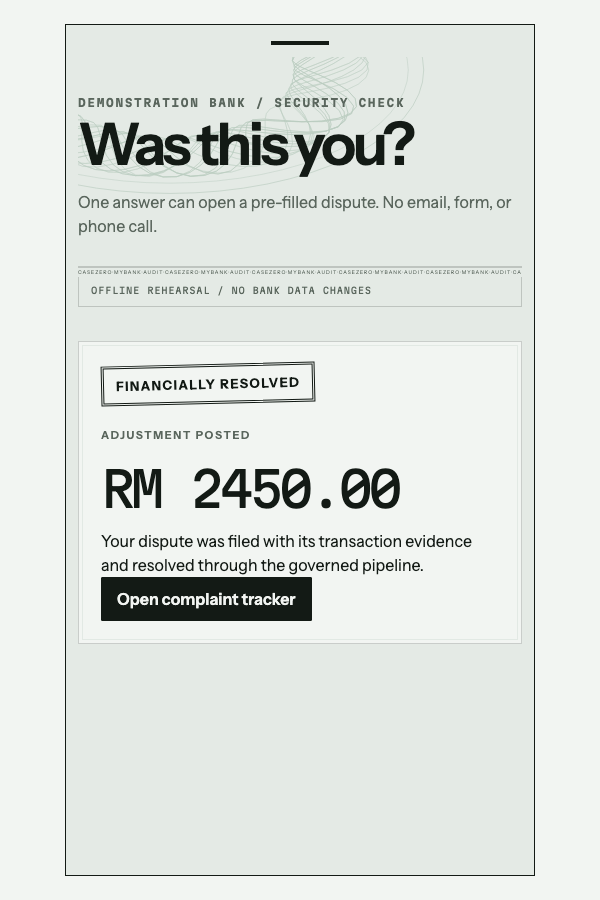 DEMONSTRATION BANK / SECURITY CHECK
Was this you?
One answer can open a pre-filled dispute. No email, form, or
phone call.
CASEZERO·MYBANK·AUDIT·CASEZERO·MYBANK·AUDIT·CASEZERO·MYBANK·AUDIT·CASEZERO·MYBANK·AUDIT·CASEZERO·MYBANK·AUDIT·CA
OFFLINE REHEARSAL / NO BANK DATA CHANGES
FINANCIALLY RESOLVED
ADJUSTMENT POSTED
RM 2450.00
Your dispute was filed with its transaction evidence
and resolved through the governed pipeline.
Open complaint tracker